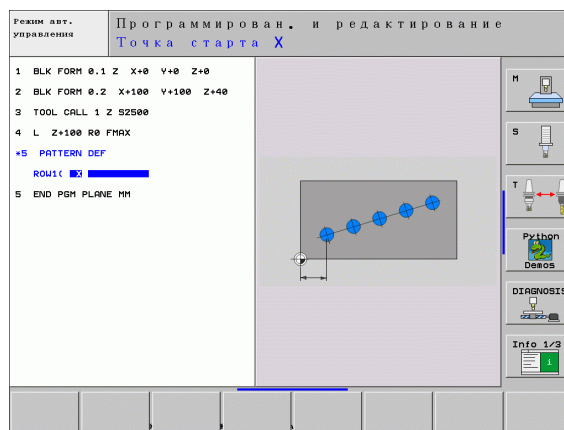 Режим авт.
управления
Программирован. и редактирование
Точка старта X
1 BLK FORM 0.1 Z X+0 Y+0 Z+0
2 BLK FORM 0.2 X+100 Y+100 Z+40
3 TOOL CALL 1 Z S2500
4 L Z+100 R0 FMAX
*5 PATTERN DEF
ROW1( X
5 END PGM PLANE MM
M
S
T
Python
Demos
DIAGNOSIS
Info 1/3
i